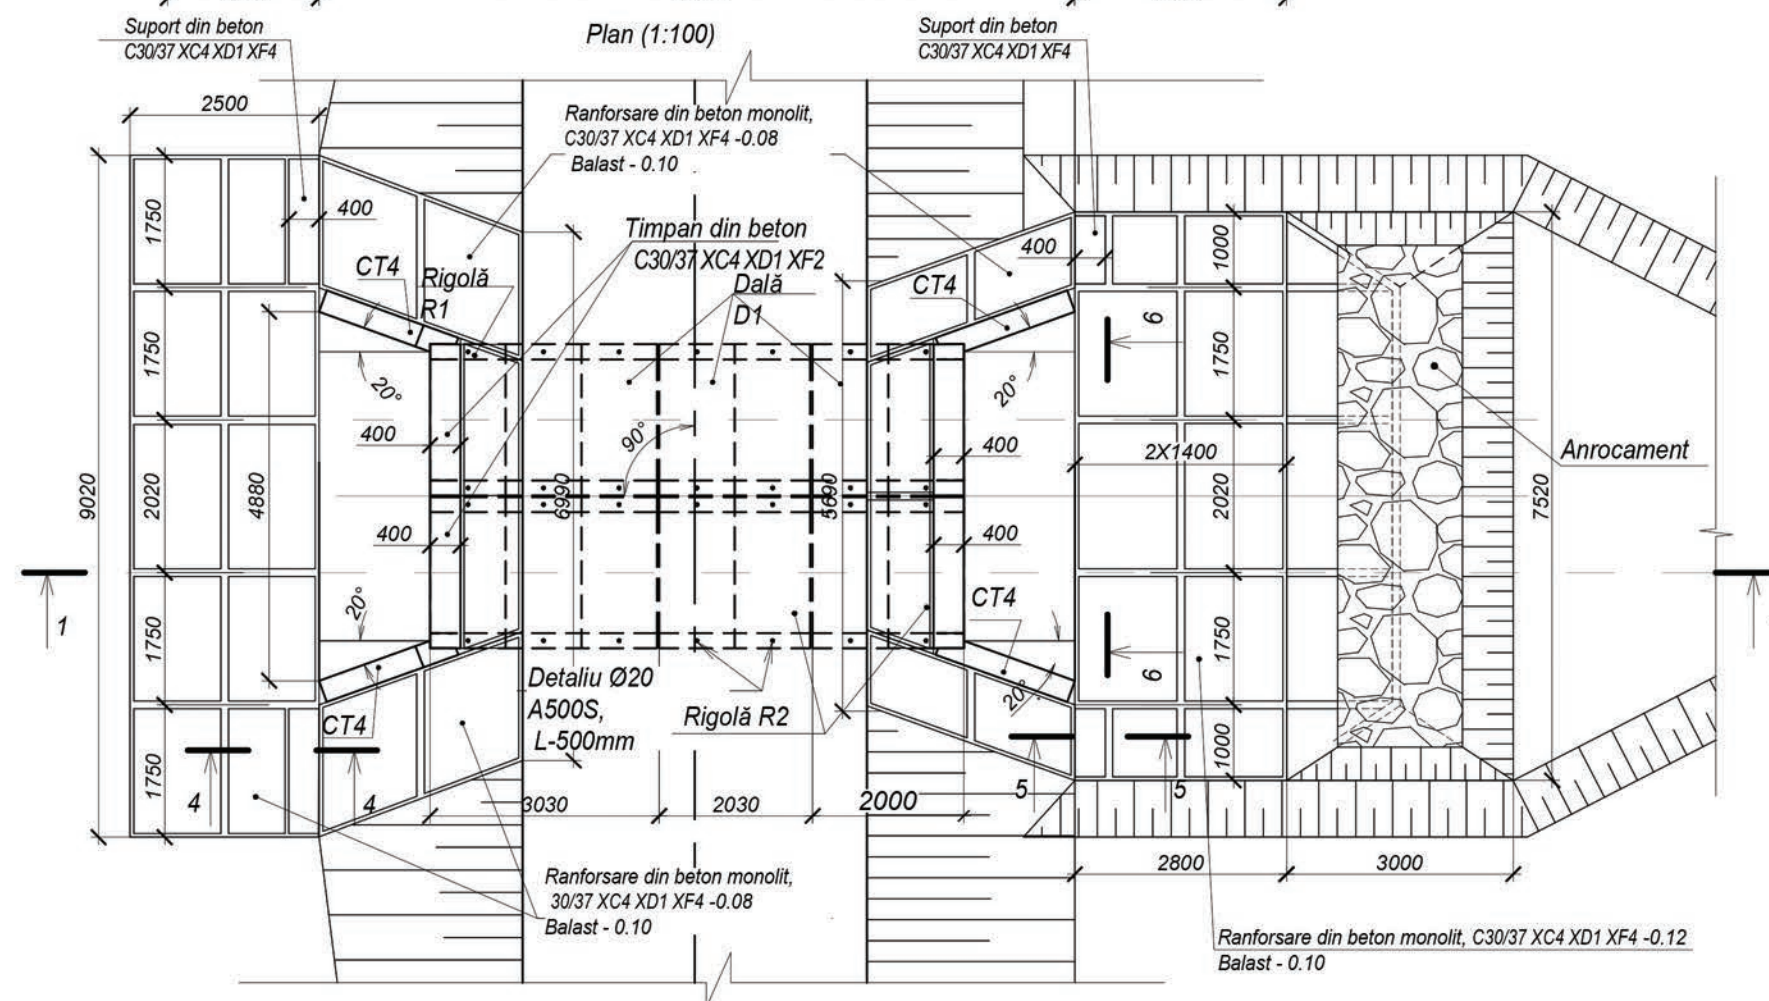 Suport din beton
C30/37 XC4 XD1 XF4
Plan (1:100)
Suport din beton
C30/37 XC4 XD1 XF4
2500
Ranforsare din beton monolit,
C30/37 XC4 XD1 XF4 -0.08
Balast - 0.10
1750
400
Timpan din beton
C30/37 XC4 XD1 XF2
400
1000
CT4
Rigolă
R1
Dală
D1
CT4
6
1750
20°
20°
1750
400
90°
400
2X1400
Anrocament
9020
2020
4880
6990
5690
2020
7520
400
400
1
20°
CT4
1750
1750
6
Detaliu Ø20
A500S,
L-500mm
Rigolă R2
20°
CT4
1750
1000
4
4
3030
2030
2000
5
5
2800
3000
Ranforsare din beton monolit,
30/37 XC4 XD1 XF4 -0.08
Balast - 0.10
Ranforsare din beton monolit, C30/37 XC4 XD1 XF4 -0.12
Balast - 0.10